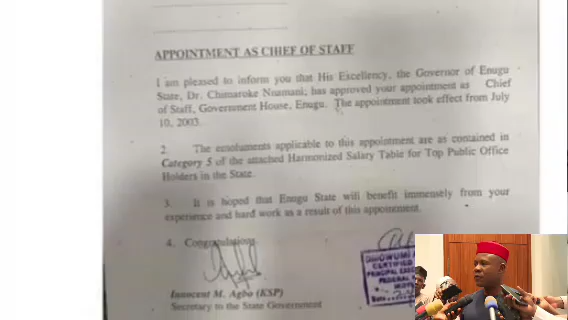 APPOINTMENT AS CHIEF OF STAFF
I am pleased to inform you that His Excellency, the Governor of Enugu
State, Dr. Chimaroke Nnamani; has approved your appointment as Chief
of Staff, Government House, Enugu. The appointment took effect from July
10, 2003.
2. The emoluments applicable to this appointment are as contained in
Category 5 of the attached Harmonized Salary Table for Top Public Office
Holders in the State.
3. It is hoped that Enugu State will benefit immensely from your
experience and hard work as a result of this appointment.
4. Congratulations.
CERTIFIED
Innocent M. Agbo (KSP)
Secretary to the State Government